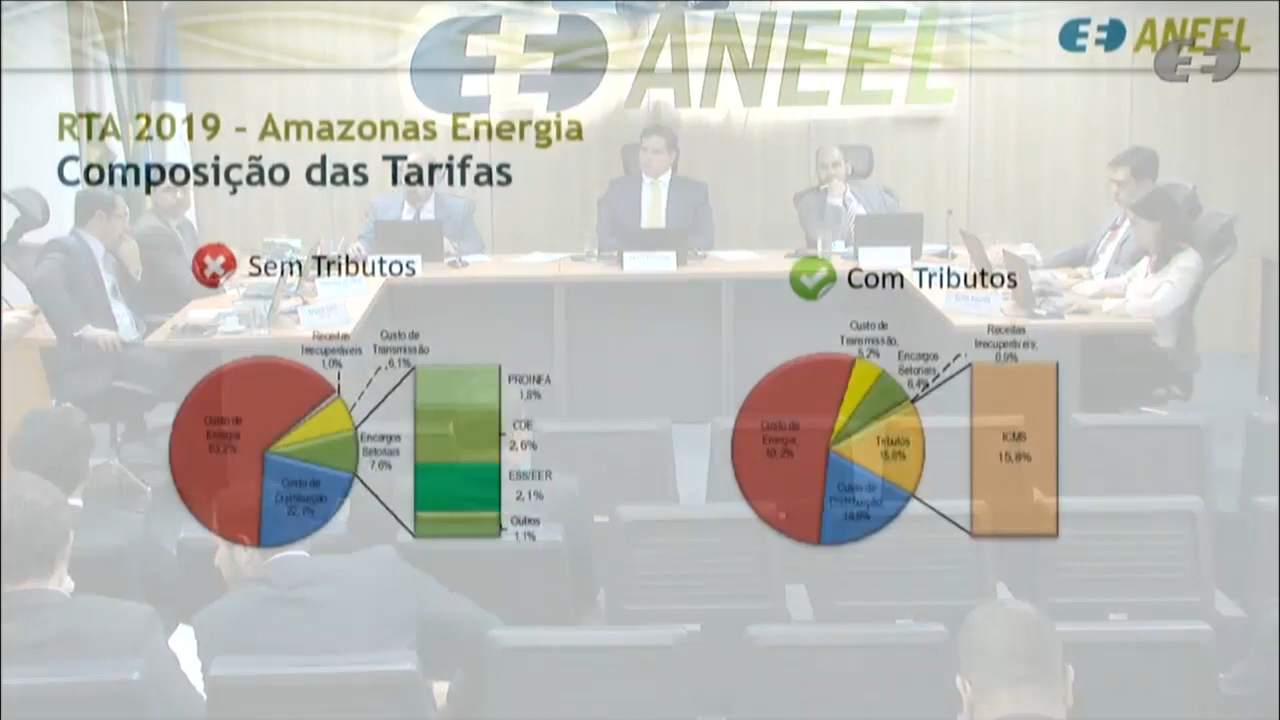 ANEEL
ANEEL
RTA 2019 - Amazonas Energia
Composição das Tarifas
Sem Tributos
Com Tributos
Receitas
Irrecuperáveis
1,0%
Custo de
Transmissão
6,1%
PROINFA
1,8%
CDE
2,6%
ESS/EER
2,1%
Outros
1,1%
Encargos
Setoriais
7,6%
Custo de
Energia
63,2%
Custo de
Distribuição
22,1%
Custo de
Transmissão,
5,2%
Encargos
Setoriais,
6,4%
Receitas
Irrecuperáveis,
0,9%
Custo de
Energia,
Tributos
15,8%
Custo de
Distribuição,
ICMS
15,8%